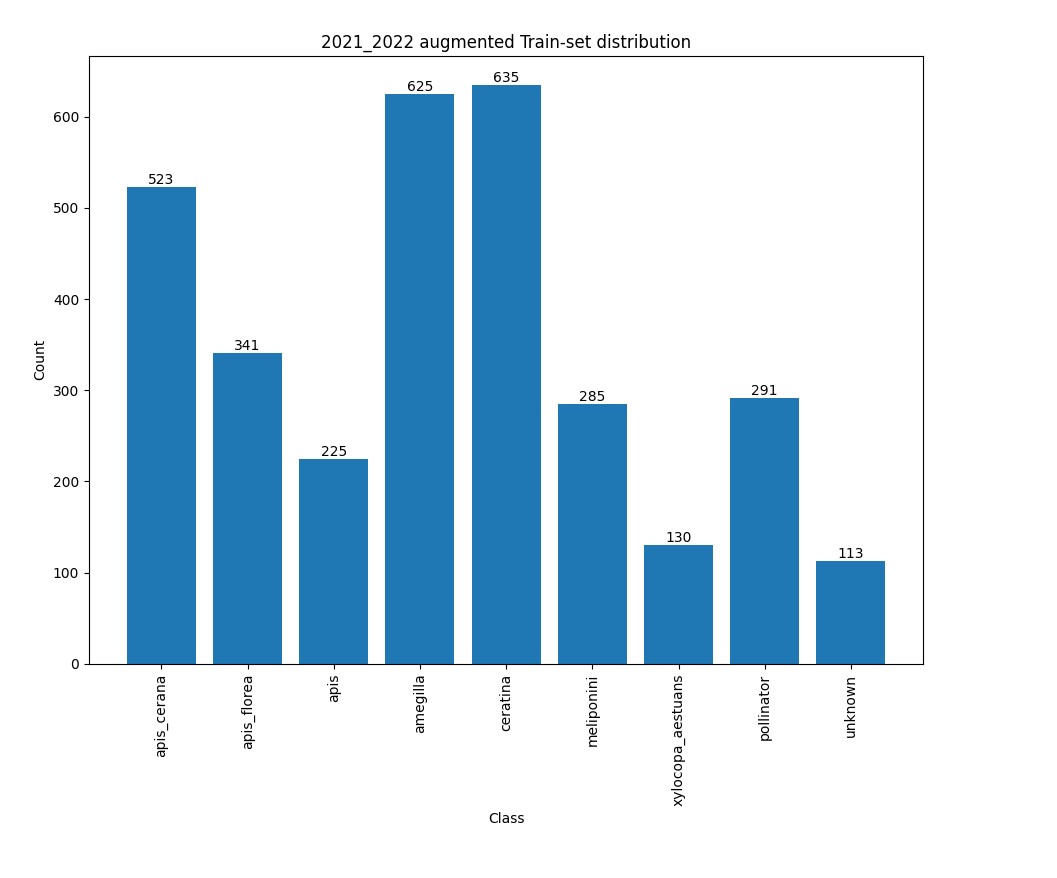 2021_2022 augmented Train-set distribution
635
625
600
523
500
400
Count
341
300
291
285
225
200
130
113
100
0
apis_cerana
apis_florea
apis
amegilla
ceratina
meliponini
xylocopa_aestuans
pollinator
unknown
Class